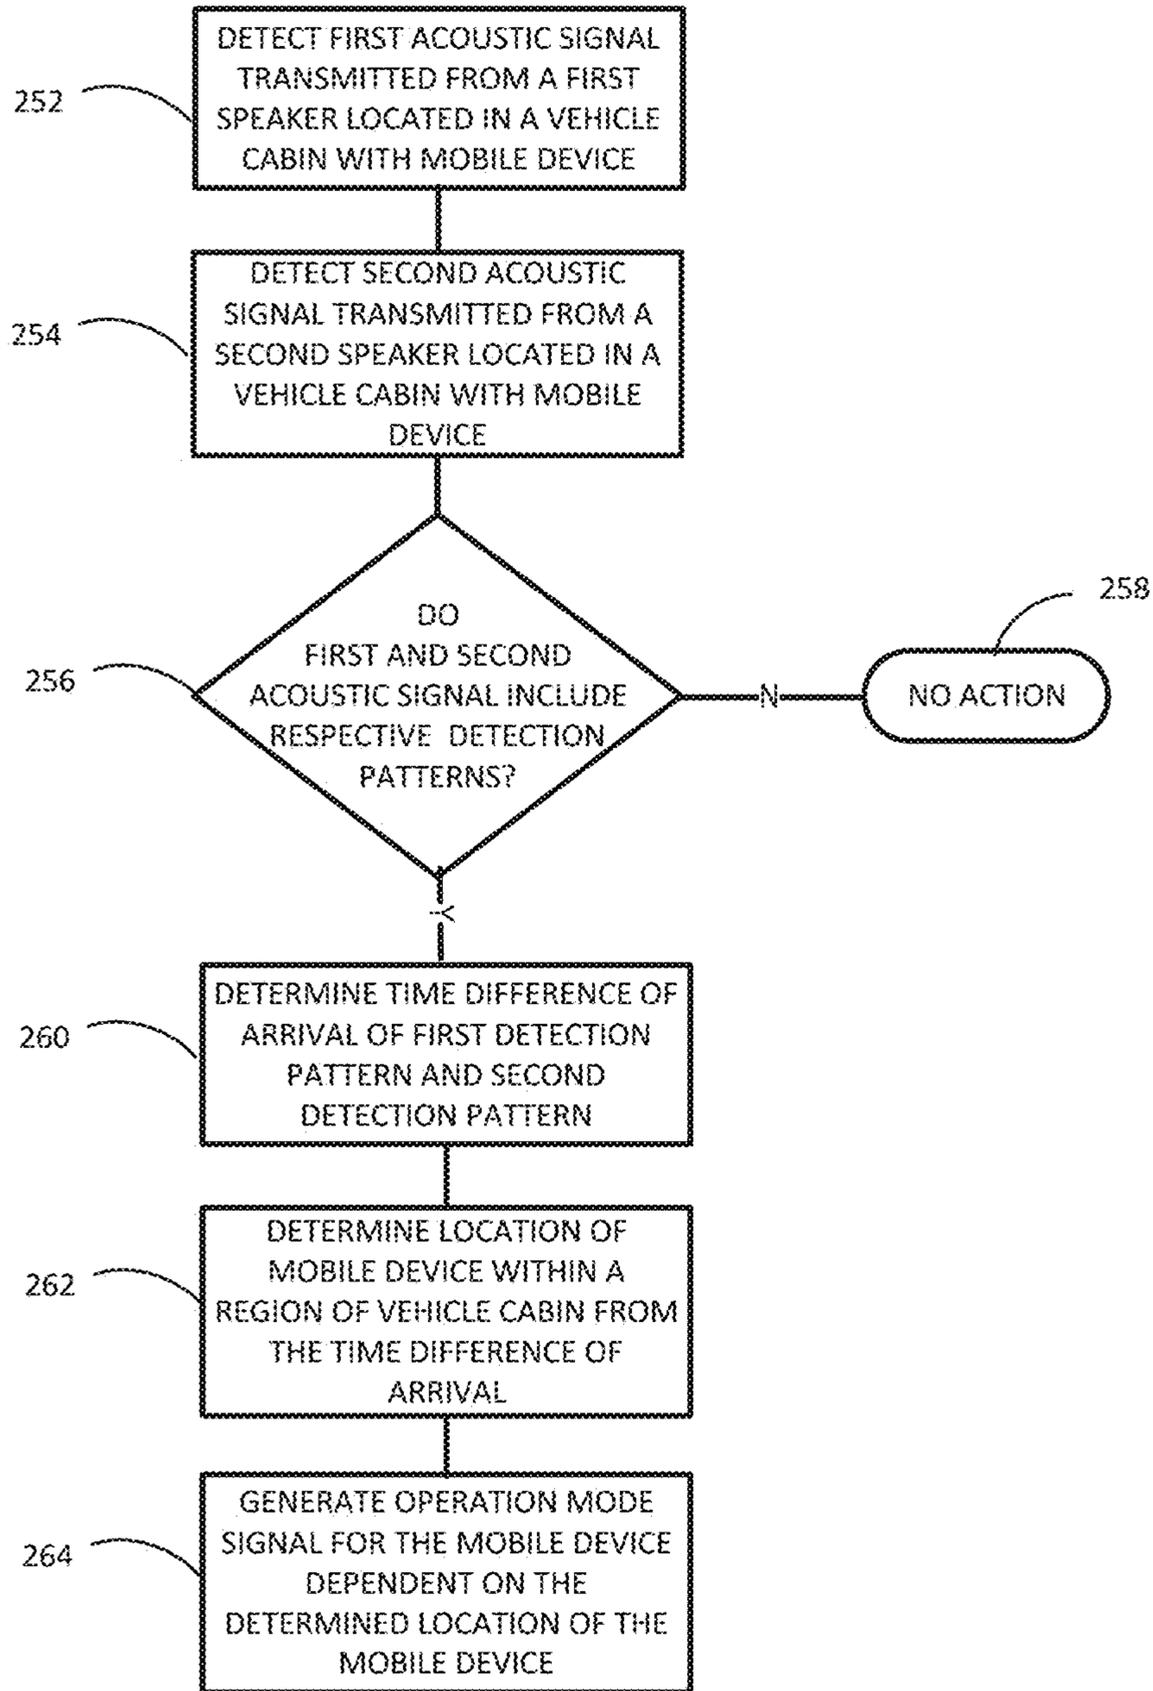 252
DETECT FIRST ACOUSTIC SIGNAL
TRANSMITTED FROM A FIRST
SPEAKER LOCATED IN A VEHICLE
CABIN WITH MOBILE DEVICE
254
DETECT SECOND ACOUSTIC
SIGNAL TRANSMITTED FROM A
SECOND SPEAKER LOCATED IN A
VEHICLE CABIN WITH MOBILE
DEVICE
256
DO
FIRST AND SECOND
ACOUSTIC SIGNAL INCLUDE
RESPECTIVE DETECTION
PATTERNS?
N
258
NO ACTION
Y
260
DETERMINE TIME DIFFERENCE OF
ARRIVAL OF FIRST DETECTION
PATTERN AND SECOND
DETECTION PATTERN
262
DETERMINE LOCATION OF
MOBILE DEVICE WITHIN A
REGION OF VEHICLE CABIN FROM
THE TIME DIFFERENCE OF
ARRIVAL
264
GENERATE OPERATION MODE
SIGNAL FOR THE MOBILE DEVICE
DEPENDENT ON THE
DETERMINED LOCATION OF THE
MOBILE DEVICE